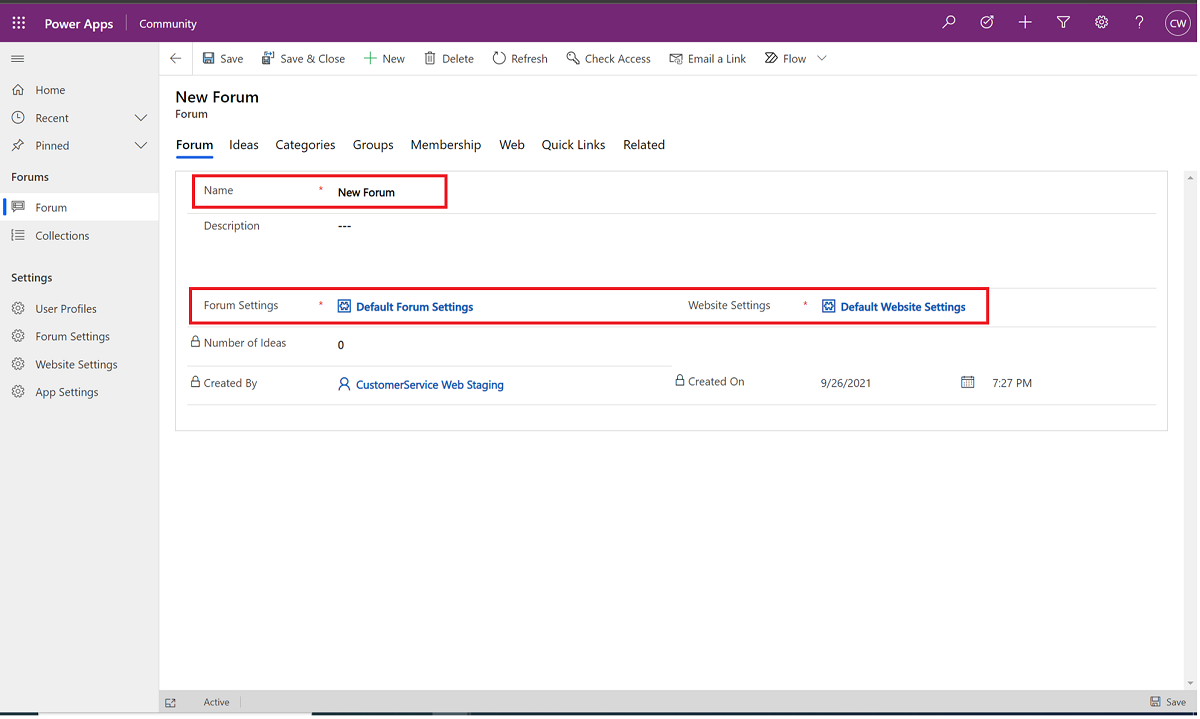 Power Apps Community CW
Save Save & Close New Delete Refresh Check Access Email a Link Flow
Home
Recent
Pinned
Forums
Forum
Collections
Settings
User Profiles
Forum Settings
Website Settings
App Settings
New Forum
Forum
Forum Ideas Categories Groups Membership Web Quick Links Related
Name * New Forum
Description ---
Forum Settings * Default Forum Settings Website Settings * Default Website Settings
Number of Ideas 0
Created By CustomerService Web Staging Created On 9/26/2021 7:27 PM
Active Save